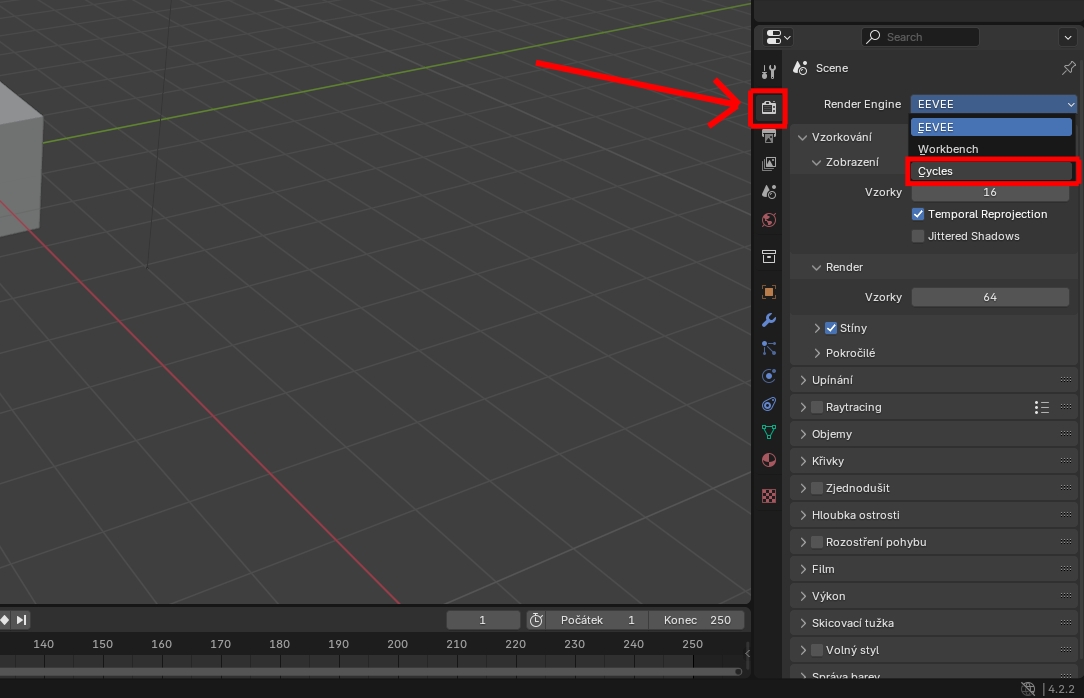 Search
Scene
Render Engine EEVEE
EEVEE
Workbench
Cycles
Vzorkování
Zobrazení
Vzorky 16
Temporal Reprojection
Jittered Shadows
Render
Vzorky 64
Stíny
Pokročilé
Upínání
Raytracing
Objemy
Křivky
Zjednodušit
Hloubka ostrosti
Rozostření pohybu
Film
Výkon
Skicovací tužka
Volný styl
Správa barev
1 Počátek 1 Konec 250
140 150 160 170 180 190 200 210 220 230 240 250
4.2.2